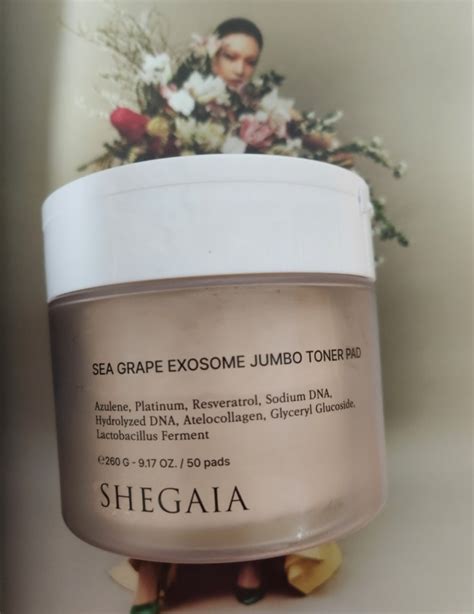 SEA GRAPE EXOSOME JUMBO TONER PAD
Azulene, Platinum, Resveratrol, Sodium DNA,
Hydrolyzed DNA, Atelocollagen, Glyceryl Glucoside,
Lactobacillus Ferment
℮260 G - 9.17 OZ. / 50 pads
SHEGAIA